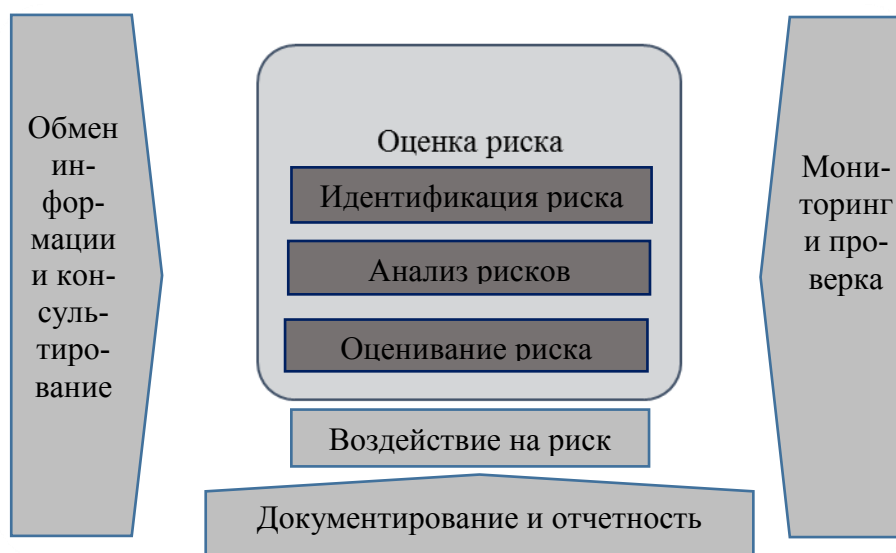 Обмен
ин-
фор-
мации
и кон-
суль-
тиро-
вание
Оценка риска
Идентификация риска
Анализ рисков
Оценивание риска
Воздействие на риск
Документирование и отчетность
Мони-
торинг
и про-
верка